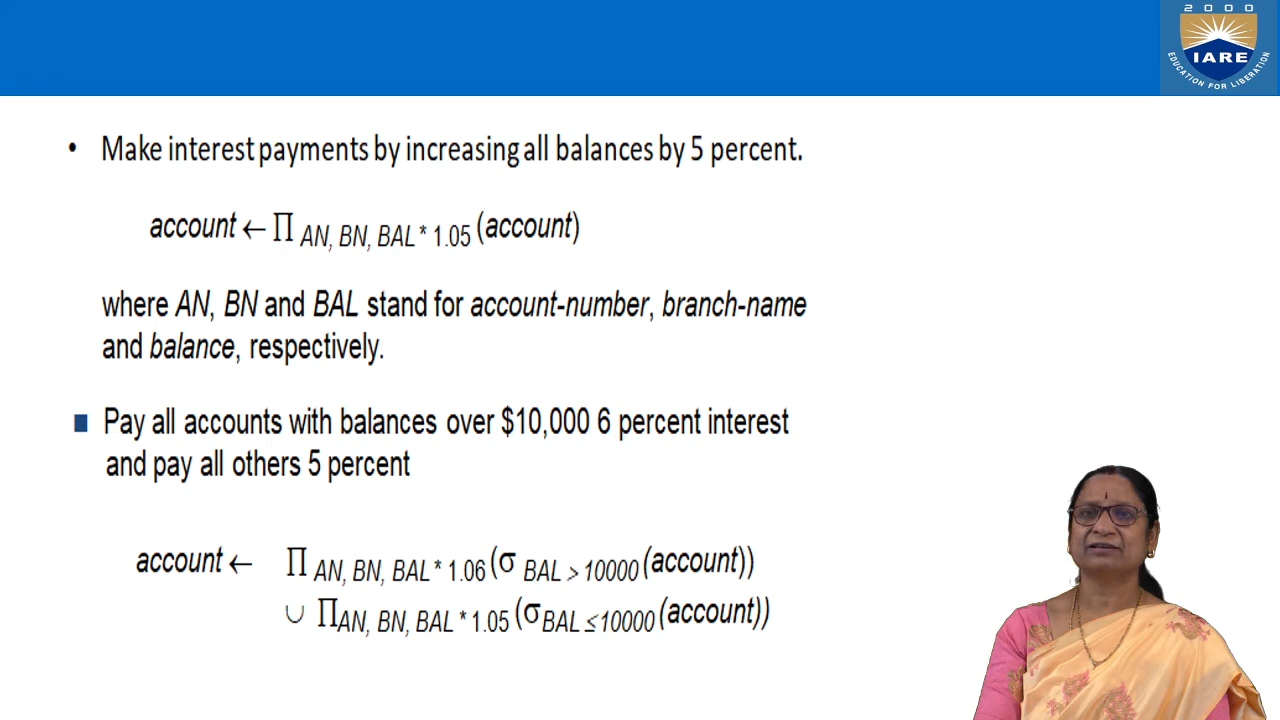 2000
IARE
EDUCATION FOR LIBERATION
• Make interest payments by increasing all balances by 5 percent.
account ← ∏ AN, BN, BAL * 1.05 (account)
where AN, BN and BAL stand for account-number, branch-name
and balance, respectively.
■ Pay all accounts with balances over $10,000 6 percent interest
and pay all others 5 percent
account ← ∏ AN, BN, BAL * 1.06 (σ BAL > 10000 (account))
∪ ∏ AN, BN, BAL * 1.05 (σ BAL ≤ 10000 (account))